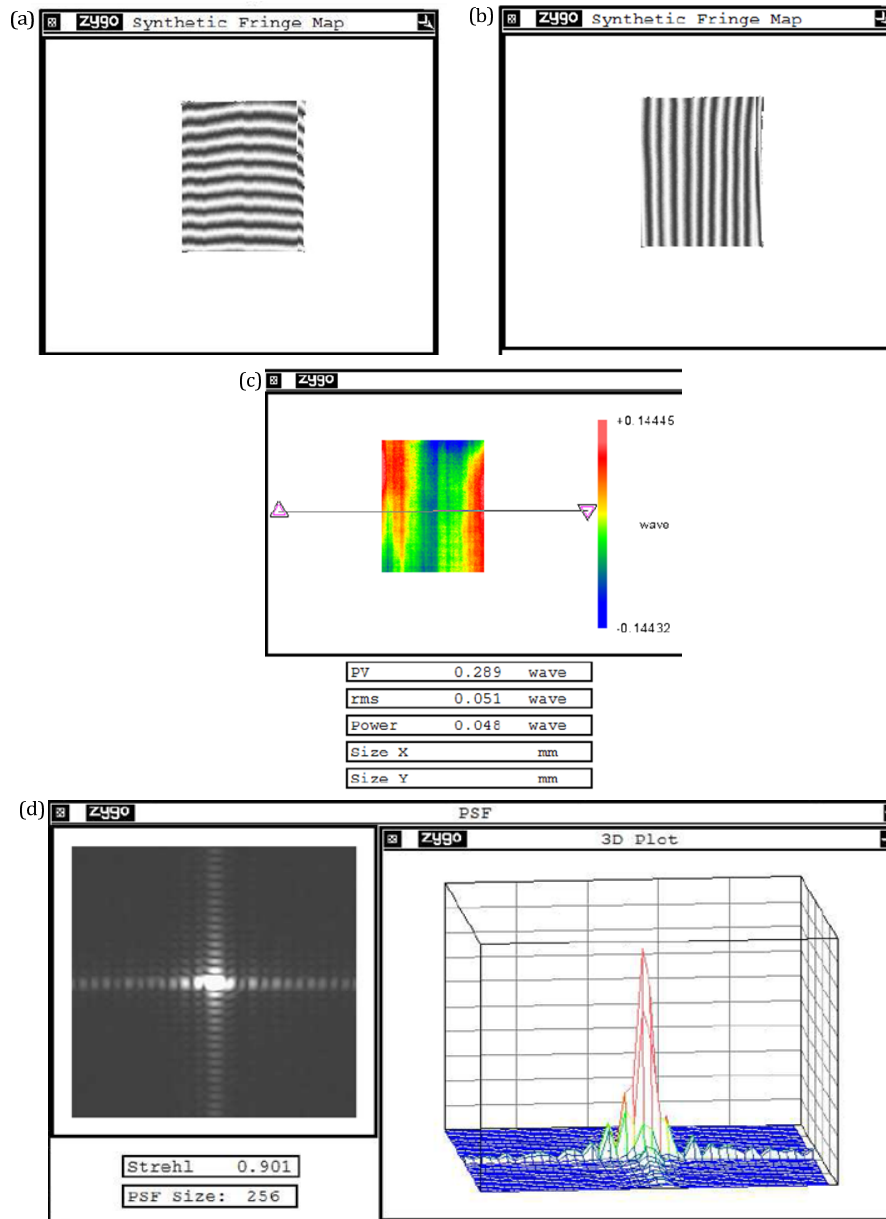 (a)
zygo Synthetic Fringe Map
(b)
zygo Synthetic Fringe Map
(c)
zygo
+0.14445
wave
-0.14432
PV 0.289 wave
rms 0.051 wave
Power 0.048 wave
Size X mm
Size Y mm
(d)
zygo PSF
zygo 3D Plot
Strehl 0.901
PSF Size: 256